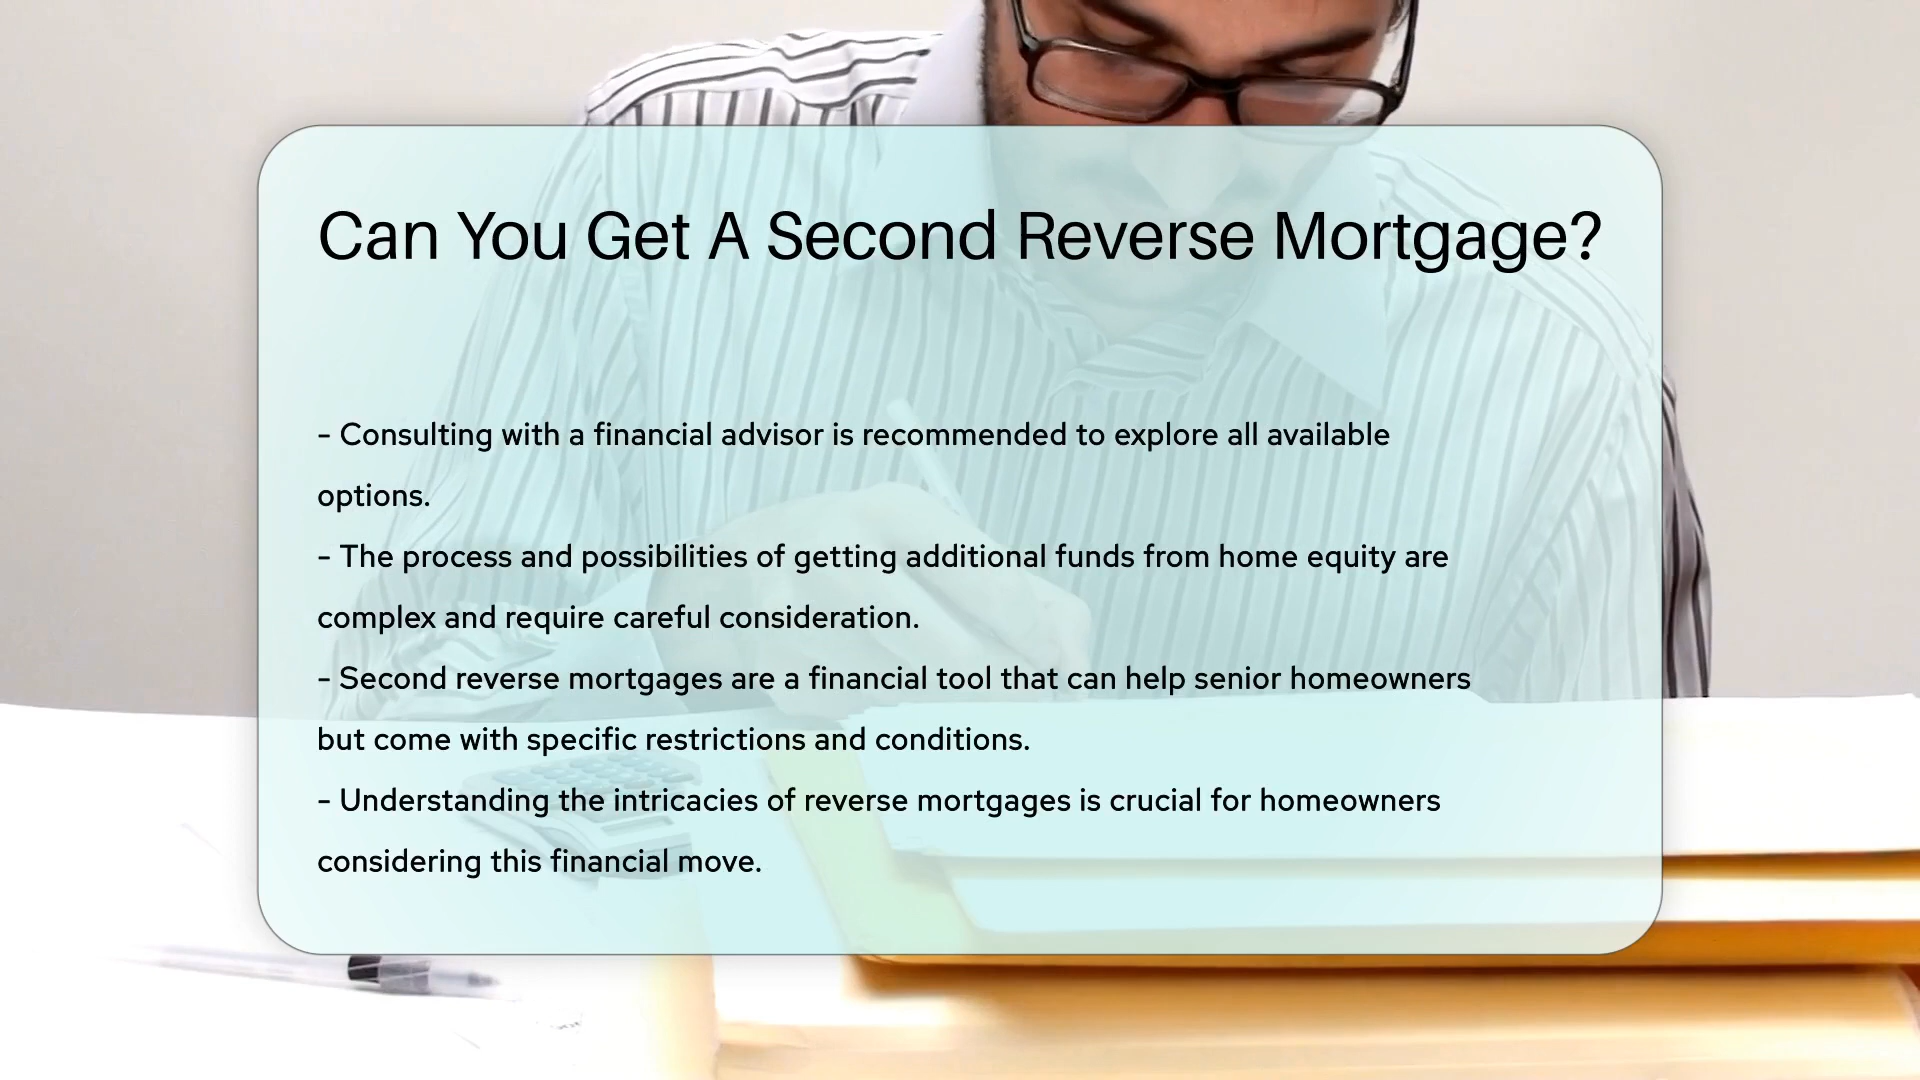 Can You Get A Second Reverse Mortgage?
- Consulting with a financial advisor is recommended to explore all available
options.
- The process and possibilities of getting additional funds from home equity are
complex and require careful consideration.
- Second reverse mortgages are a financial tool that can help senior homeowners
but come with specific restrictions and conditions.
- Understanding the intricacies of reverse mortgages is crucial for homeowners
considering this financial move.